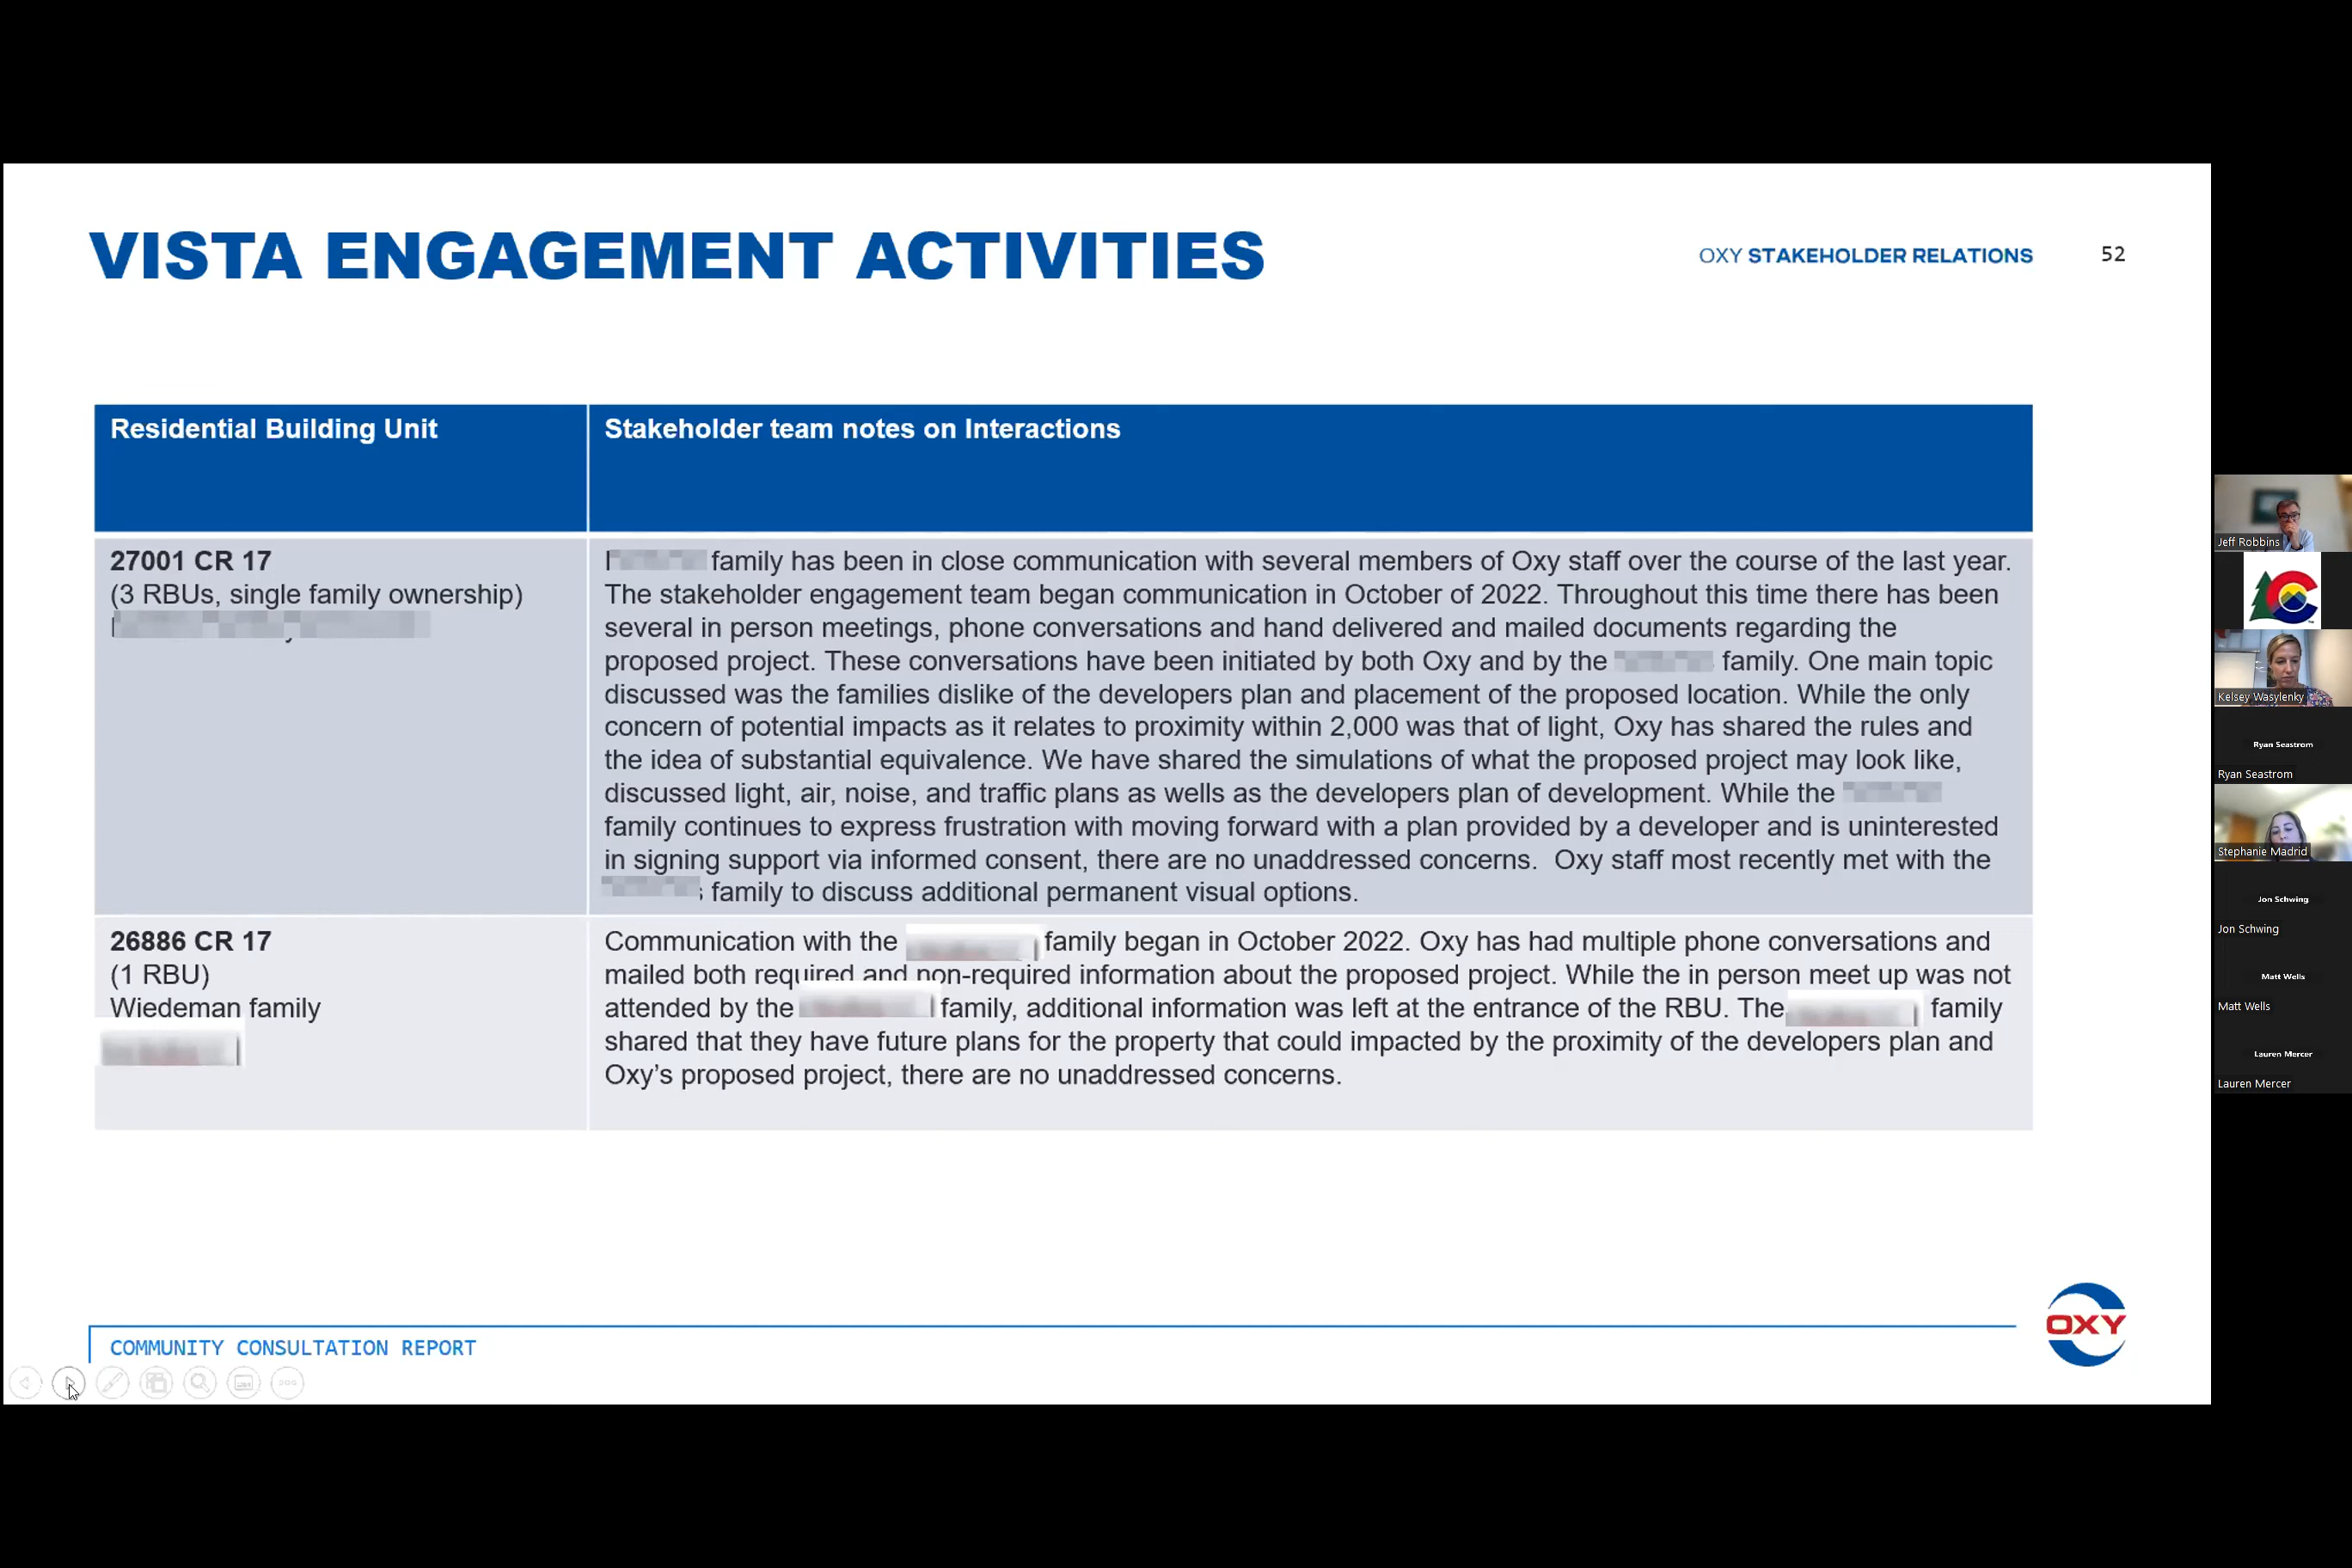 VISTA ENGAGEMENT ACTIVITIES
OXY STAKEHOLDER RELATIONS
52
Residential Building Unit
Stakeholder team notes on Interactions
27001 CR 17
(3 RBUs, single family ownership)
family has been in close communication with several members of Oxy staff over the course of the last year.
The stakeholder engagement team began communication in October of 2022. Throughout this time there has been
several in person meetings, phone conversations and hand delivered and mailed documents regarding the
proposed project. These conversations have been initiated by both Oxy and by the family. One main topic
discussed was the families dislike of the developers plan and placement of the proposed location. While the only
concern of potential impacts as it relates to proximity within 2,000 was that of light, Oxy has shared the rules and
the idea of substantial equivalence. We have shared the simulations of what the proposed project may look like,
discussed light, air, noise, and traffic plans as wells as the developers plan of development. While the
family continues to express frustration with moving forward with a plan provided by a developer and is uninterested
in signing support via informed consent, there are no unaddressed concerns. Oxy staff most recently met with the
family to discuss additional permanent visual options.
26886 CR 17
(1 RBU)
Wiedeman family
Communication with the family began in October 2022. Oxy has had multiple phone conversations and
mailed both required and non-required information about the proposed project. While the in person meet up was not
attended by the family, additional information was left at the entrance of the RBU. The family
shared that they have future plans for the property that could impacted by the proximity of the developers plan and
Oxy's proposed project, there are no unaddressed concerns.
COMMUNITY CONSULTATION REPORT
OXY
Jeff Robbins
C
Kelsey Wasylenky
Ryan Seastrom
Ryan Seastrom
Stephanie Madrid
Jon Schwing
Jon Schwing
Matt Wells
Matt Wells
Lauren Mercer
Lauren Mercer